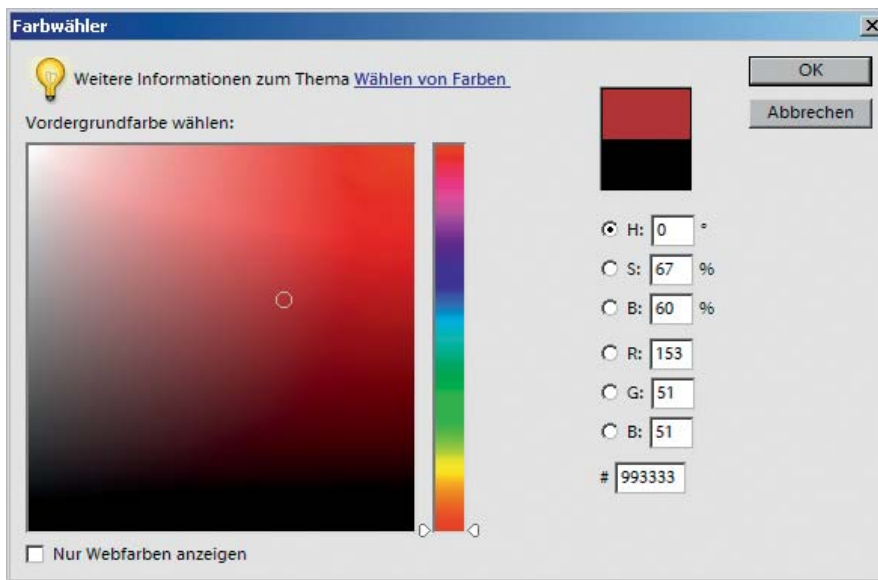 Farbwähler
Weitere Informationen zum Thema Wählen von Farben
OK
Abbrechen
Vordergrundfarbe wählen:
H: 0 °
S: 67 %
B: 60 %
R: 153
G: 51
B: 51
# 993333
Nur Webfarben anzeigen